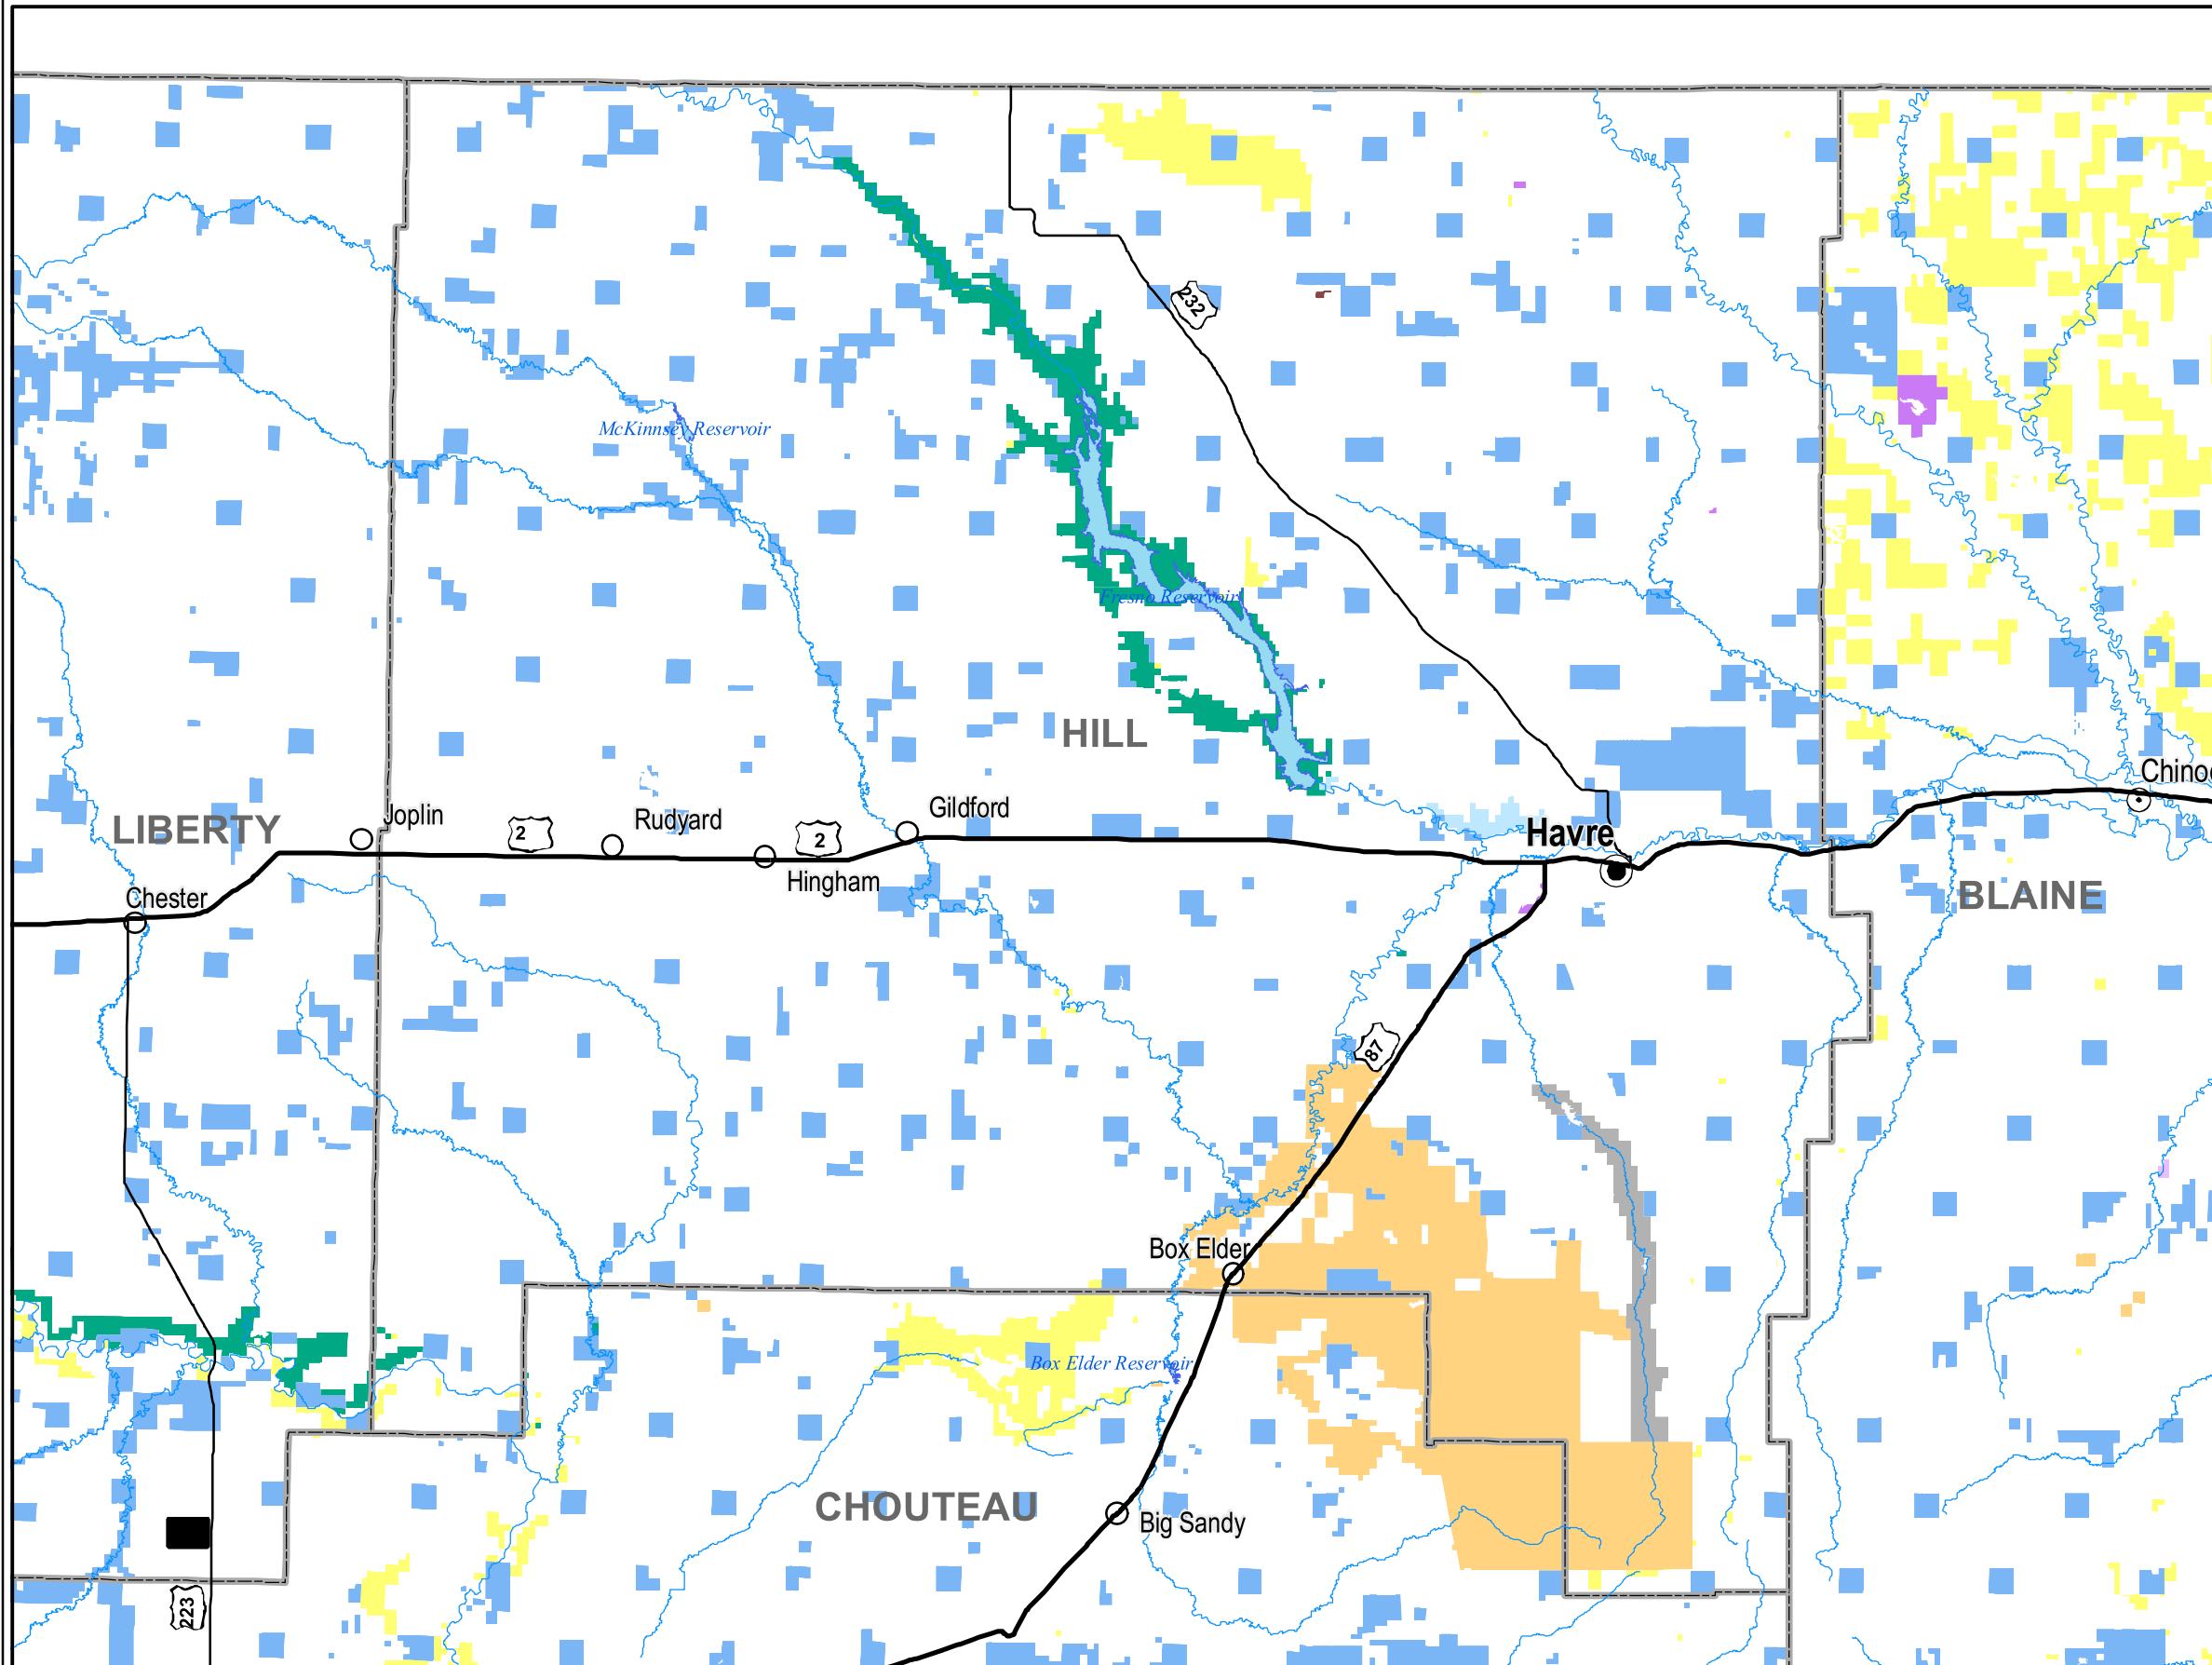 232
McKinnsey Reservoir
Fresno Reservoir
HILL
Chino
Joplin
Rudyard
Gildford
LIBERTY
2
2
Havre
Hingham
Chester
BLAINE
87
Box Elder
Box Elder Reservoir
CHOUTEAU
Big Sandy
223